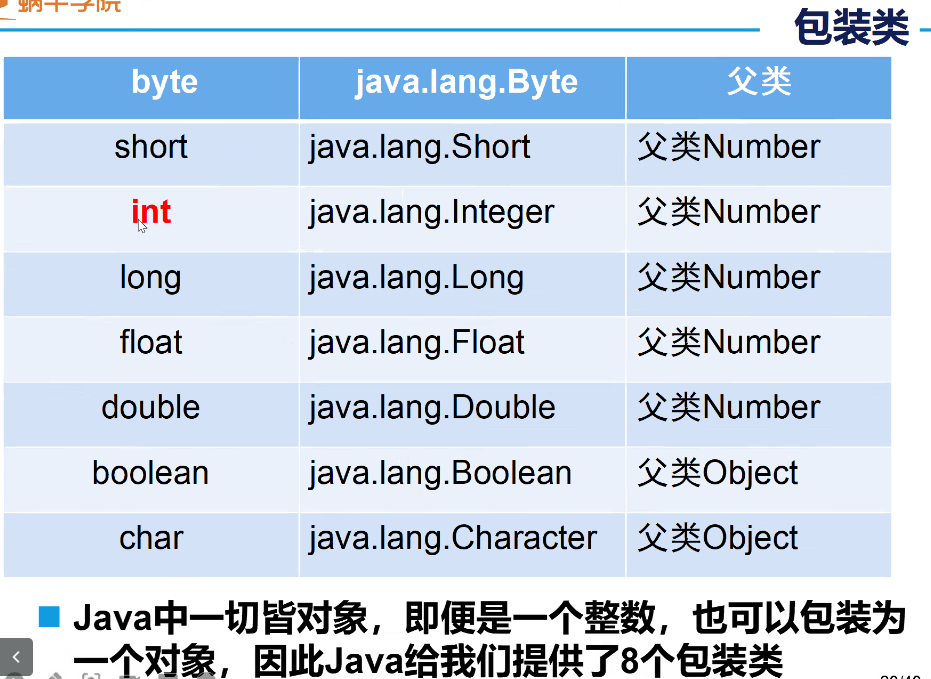 蜗牛学院
包装类
byte java.lang.Byte 父类
short java.lang.Short 父类Number
int java.lang.Integer 父类Number
long java.lang.Long 父类Number
float java.lang.Float 父类Number
double java.lang.Double 父类Number
boolean java.lang.Boolean 父类Object
char java.lang.Character 父类Object
Java中一切皆对象，即便是一个整数，也可以包装为
一个对象，因此Java给我们提供了8个包装类